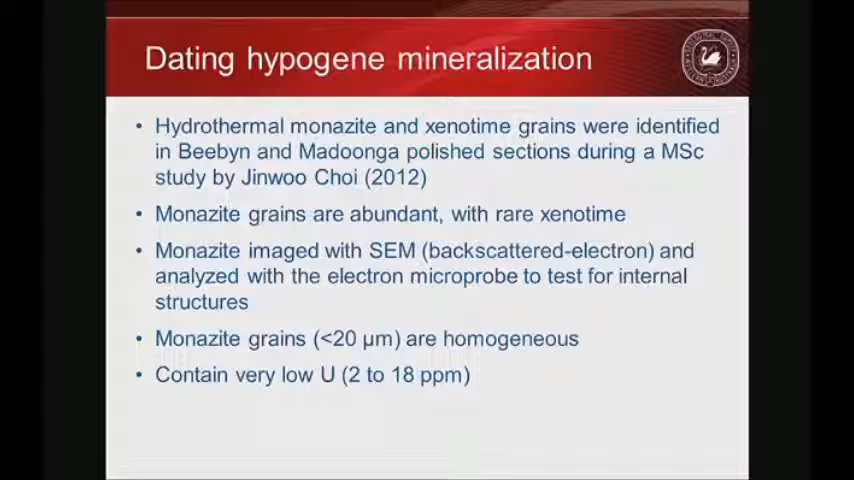 Dating hypogene mineralization
• Hydrothermal monazite and xenotime grains were identified
in Beebyn and Madoonga polished sections during a MSc
study by Jinwoo Choi (2012)
• Monazite grains are abundant, with rare xenotime
• Monazite imaged with SEM (backscattered-electron) and
analyzed with the electron microprobe to test for internal
structures
• Monazite grains (<20 µm) are homogeneous
• Contain very low U (2 to 18 ppm)